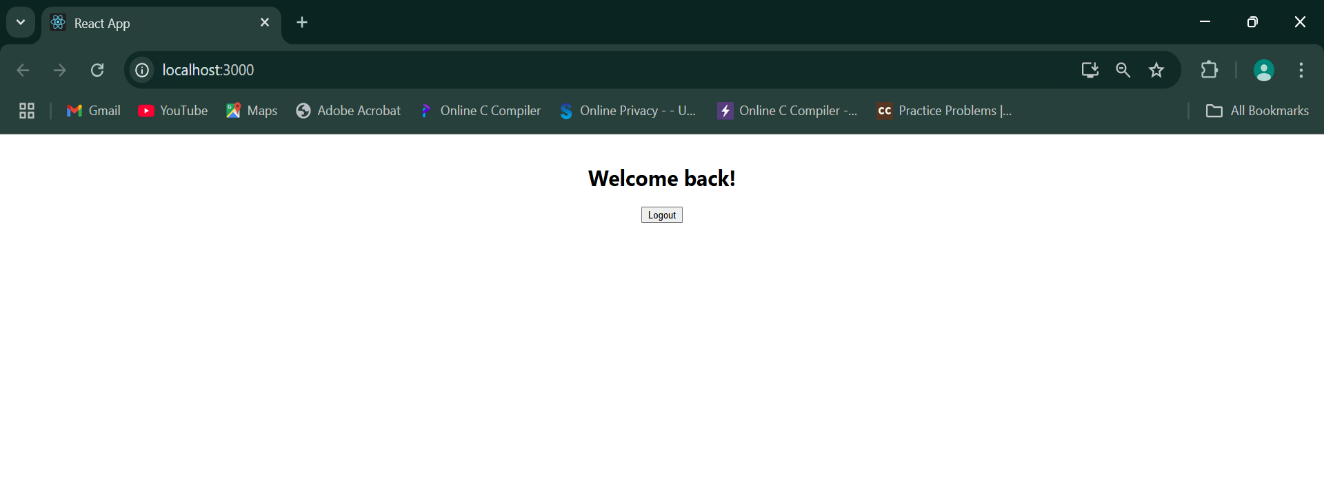 React App
localhost:3000
Gmail YouTube Maps Adobe Acrobat Online C Compiler Online Privacy - - U... Online C Compiler -... CC Practice Problems |... All Bookmarks
Welcome back!
Logout